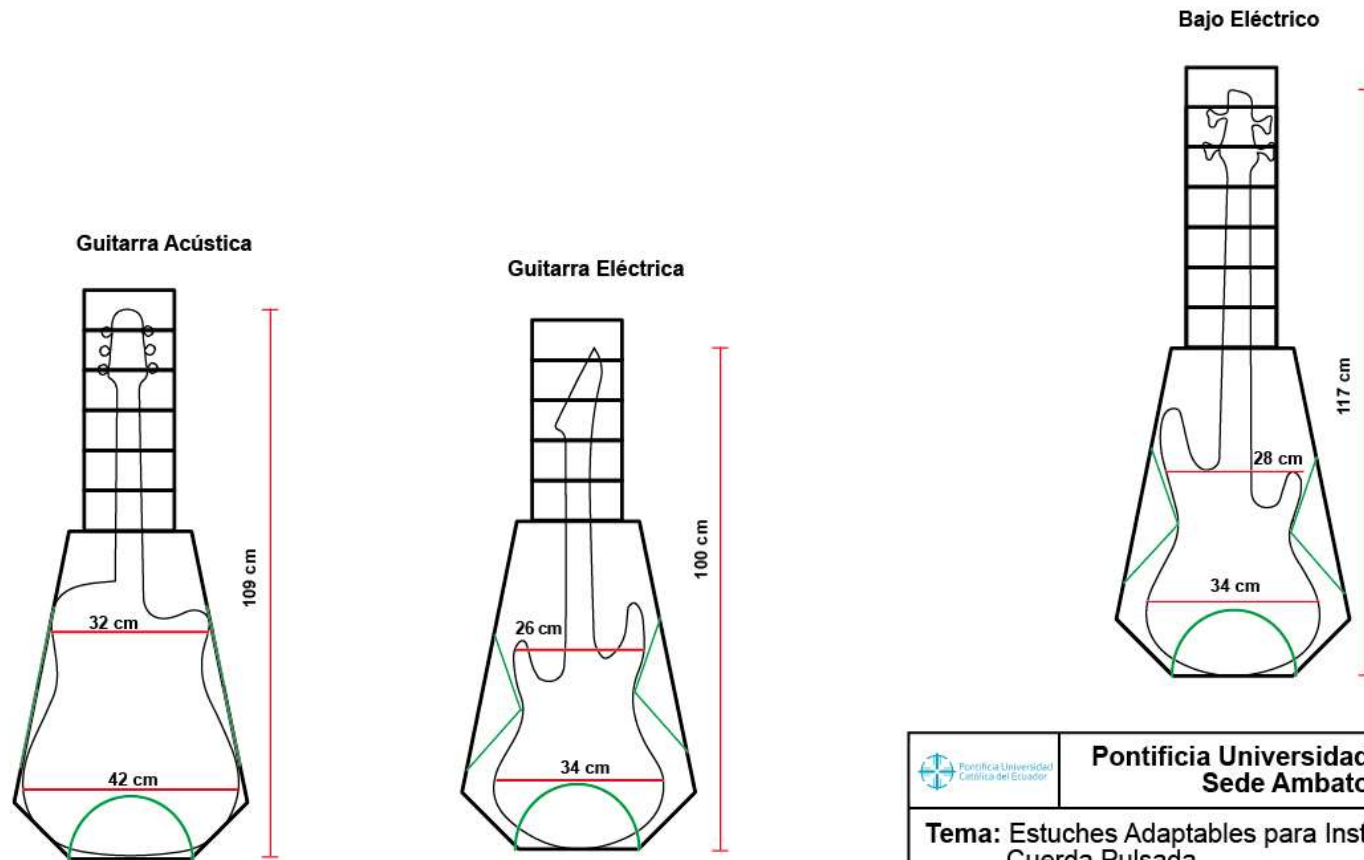 Bajo Eléctrico
117 cm
28 cm
34 cm
Guitarra Acústica
109 cm
32 cm
42 cm
Guitarra Eléctrica
100 cm
26 cm
34 cm
Pontificia Universidad
Católica del Ecuador
Pontificia Universidad
Sede Ambato
Tema: Estuches Adaptables para Inst
Cuerda Pulsada